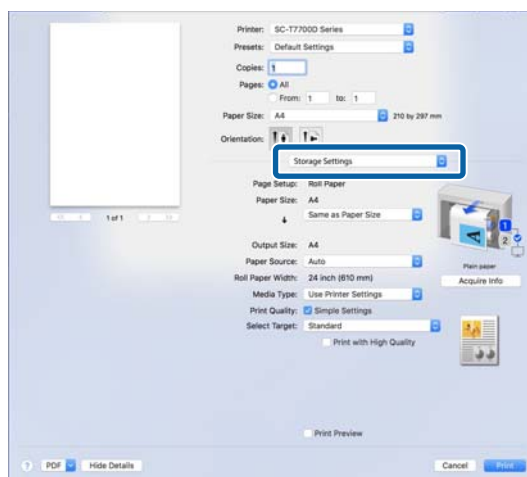 Printer: SC-T7700D Series
Presets: Default Settings
Copies: 1
Pages: All
From: 1 to: 1
Paper Size: A4 210 by 297 mm
Orientation:
Storage Settings
Page Setup: Roll Paper
Paper Size: A4
Same as Paper Size
1 of 1
Output Size: A4
Paper Source: Auto
Roll Paper Width: 24 inch (610 mm)
Media Type: Use Printer Settings
Print Quality: Simple Settings
Select Target: Standard
Print with High Quality
A
1
2
Plain paper
Acquire Info
Print Preview
? PDF Hide Details Cancel Print